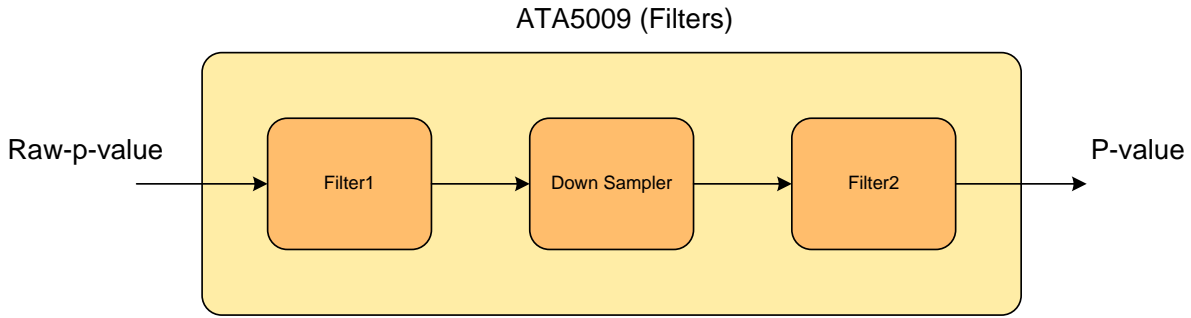 ATA5009 (Filters)
Raw-p-value
P-value
Filter1
Down Sampler
Filter2